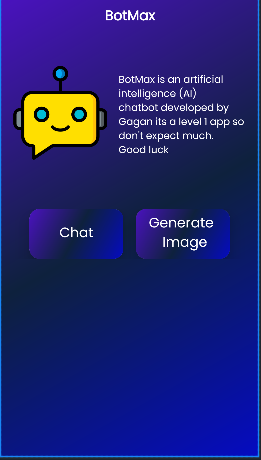 BotMax
BotMax is an artificial
intelligence (AI)
chatbot developed by
Gagan its a level 1 app so
don't expect much.
Good luck
Chat
Generate
Image